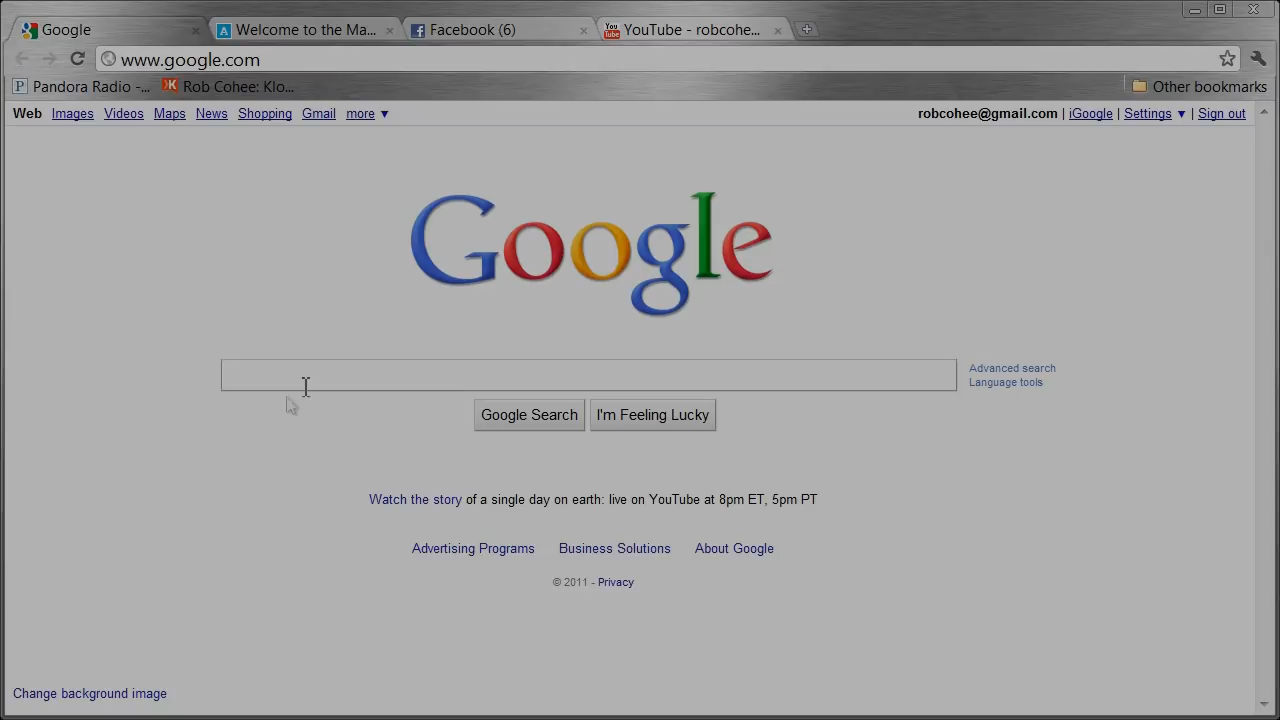 Google
Welcome to the Ma...
Facebook (6)
You Tube
YouTube - robcohe...
www.google.com
Pandora Radio -...
Rob Cohee: Klo...
Other bookmarks
Web Images Videos Maps News Shopping Gmail more ▼
robcohee@gmail.com | iGoogle | Settings ▼ | Sign out
Google
Advanced search
Language tools
Google Search
I'm Feeling Lucky
Watch the story of a single day on earth: live on YouTube at 8pm ET, 5pm PT
Advertising Programs
Business Solutions
About Google
© 2011 - Privacy
Change background image